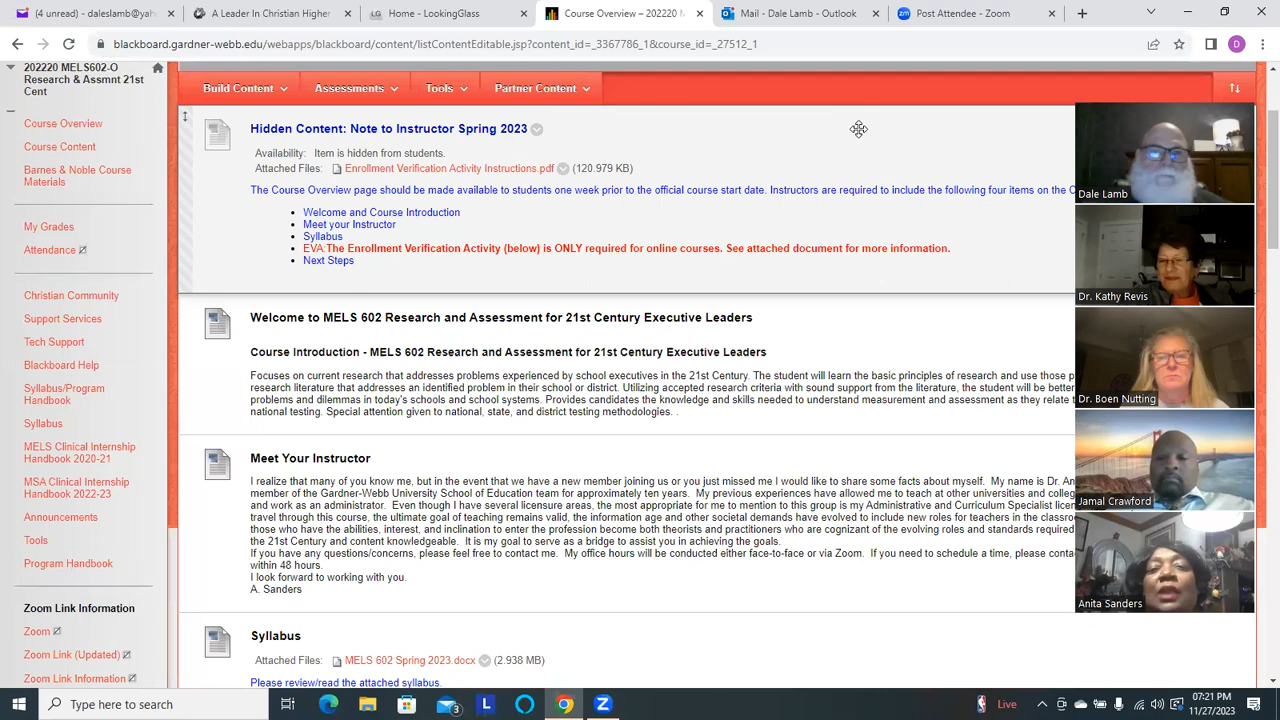 deleslamb@yaho
A Leader In Christian Higher
Home - LookingGlass
Course Overview – 202220
Mail - Dale Lamb - Outlook
Post Attendee - Zoom
blackboard.gardner-webb.edu/webapps/blackboard/content/listContentEditable.jsp?content_id=_3367786_1&course_id=_27512_1
D
202220 MELS602-O
Research & Assmnt 21st
Cent
Course Overview
Course Content
Barnes & Noble Course
Materials
My Grades
Attendance
Christian Community
Support Services
Tech Support
Blackboard Help
Syllabus/Program
Handbook
Syllabus
MELS Clinical Internship
Handbook 2020-21
MSA Clinical Internship
Handbook 2022-23
Announcements
Tools
Program Handbook
Zoom Link Information
Zoom
Zoom Link (Updated)
Zoom Link Information
Build Content
Assessments
Tools
Partner Content
Hidden Content: Note to Instructor Spring 2023
Availability: Item is hidden from students.
Attached Files: Enrollment Verification Activity Instructions.pdf (120.979 KB)
The Course Overview page should be made available to students one week prior to the official course start date. Instructors are required to include the following four items on the C
Welcome and Course Introduction
Meet your Instructor
Syllabus
EVA:The Enrollment Verification Activity (below) is ONLY required for online courses. See attached document for more information.
Next Steps
Welcome to MELS 602 Research and Assessment for 21st Century Executive Leaders
Course Introduction - MELS 602 Research and Assessment for 21st Century Executive Leaders
Focuses on current research that addresses problems experienced by school executives in the 21st Century. The student will learn the basic principles of research and use those p
research literature that addresses an identified problem in their school or district. Utilizing accepted research criteria with sound support from the literature, the student will be better
problems and dilemmas in today's schools and school systems. Provides candidates the knowledge and skills needed to understand measurement and assessment as they relate
national testing. Special attention given to national, state, and district testing methodologies. .
Meet Your Instructor
I realize that many of you know me, but in the event that we have a new member joining us or you just missed me I would like to share some facts about myself. My name is Dr. An
member of the Gardner-Webb University School of Education team for approximately ten years. My previous experiences have allowed me to teach at other universities and colleg
work as an administrator. Even though I have several licensure areas, the most appropriate for me to mention to this group is my Administrative and Curriculum Specialist licen
travel through this course, the ultimate goal of teaching remains valid, the information age and other societal demands have evolved to include new roles for teachers in the classroo
those who have the abilities, interest, and inclination to enter the profession become both theorists and practitioners who are cognizant of the evolving roles and standards required
the 21st Century and content knowledgeable. It is my goal to serve as a bridge to assist you in achieving the goals.
If you have any questions/concerns, please feel free to contact me. My office hours will be conducted either face-to-face or via Zoom. If you need to schedule a time, please conta
within 48 hours.
I look forward to working with you.
A. Sanders
Syllabus
Attached Files: MELS 602 Spring 2023.docx (2.938 MB)
Please review/read the attached syllabus.
Dale Lamb
Dr. Kathy Revis
Dr. Boen Nutting
Jamal Crawford
Anita Sanders
Type here to search
3
L
Live
07:21 PM
11/27/2023